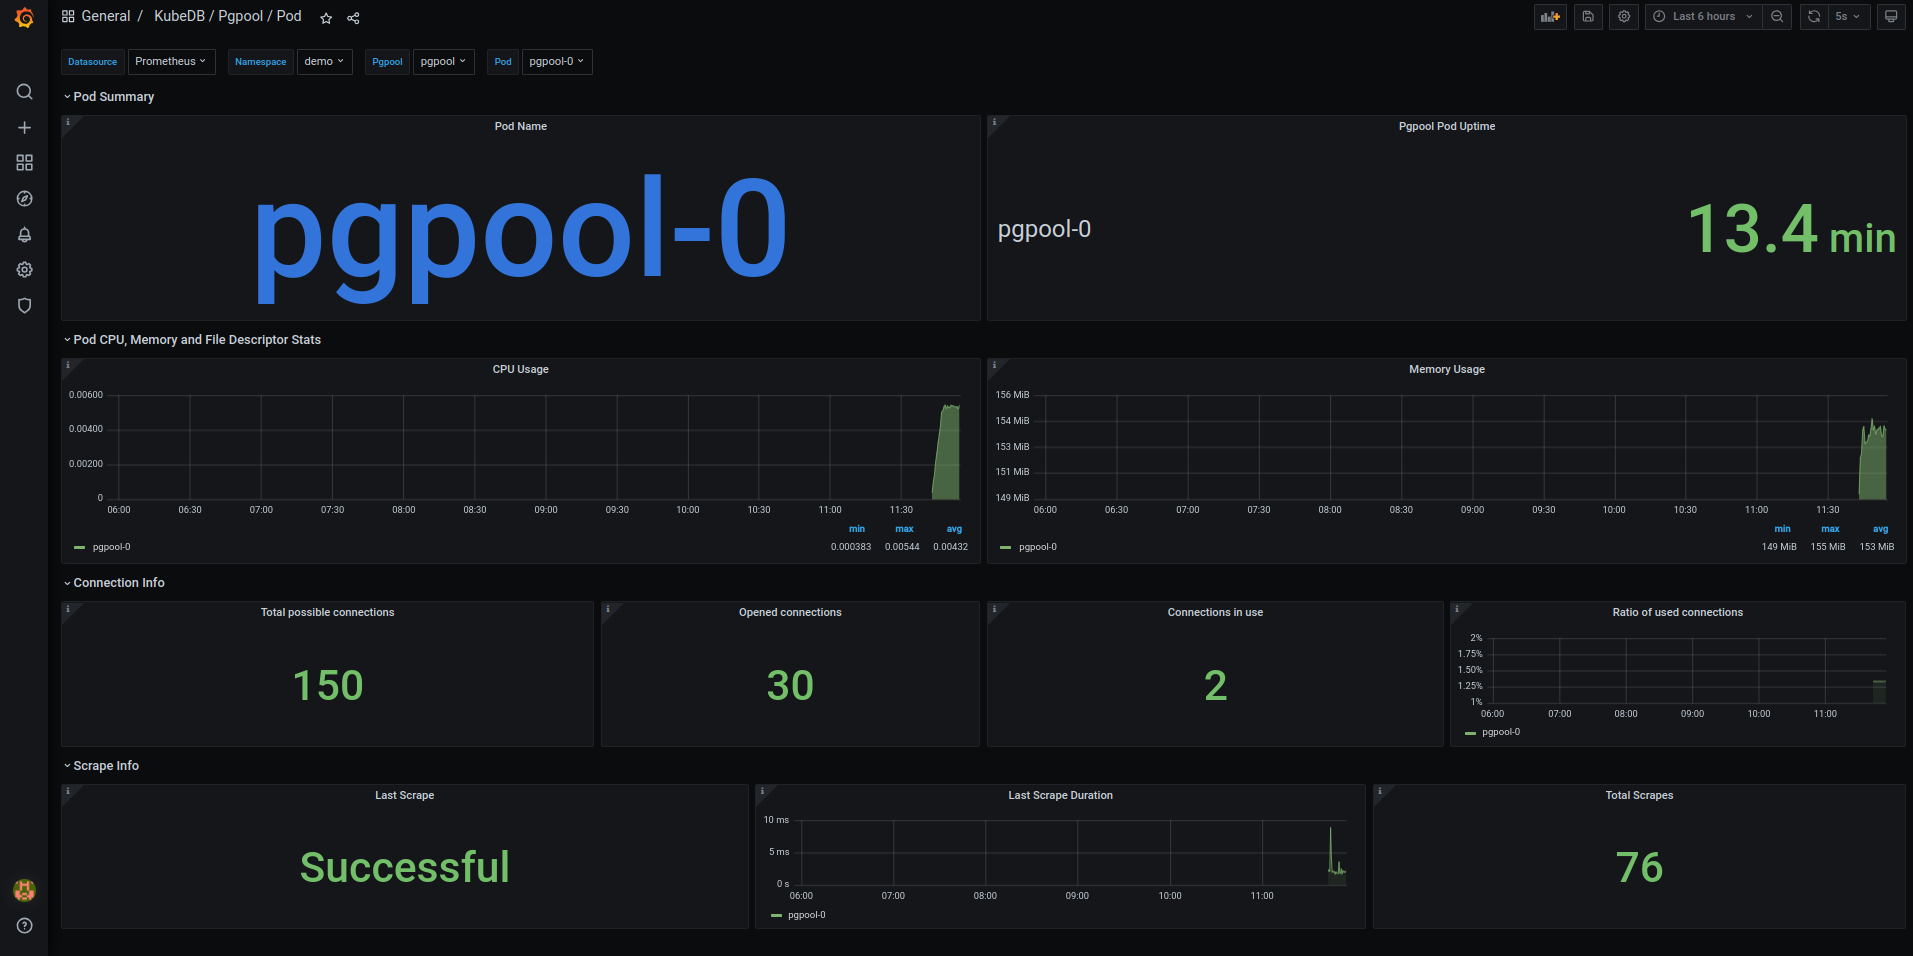 General / KubeDB / Pgpool / Pod
Last 6 hours
5s
Datasource Prometheus Namespace demo Pgpool pgpool Pod pgpool-0
Pod Summary
Pod Name
pgpool-0
Pgpool Pod Uptime
pgpool-0
13.4 min
Pod CPU, Memory and File Descriptor Stats
CPU Usage
0.00600
0.00400
0.00200
0
06:00 06:30 07:00 07:30 08:00 08:30 09:00 09:30 10:00 10:30 11:00 11:30
min max avg
pgpool-0 0.000383 0.00544 0.00432
Memory Usage
156 MiB
154 MiB
153 MiB
151 MiB
149 MiB
06:00 06:30 07:00 07:30 08:00 08:30 09:00 09:30 10:00 10:30 11:00 11:30
min max avg
pgpool-0 149 MiB 155 MiB 153 MiB
Connection Info
Total possible connections
150
Opened connections
30
Connections in use
2
Ratio of used connections
2%
1.75%
1.50%
1.25%
1%
06:00 07:00 08:00 09:00 10:00 11:00
pgpool-0
Scrape Info
Last Scrape
Successful
Last Scrape Duration
10 ms
5 ms
0 s
06:00 07:00 08:00 09:00 10:00 11:00
pgpool-0
Total Scrapes
76